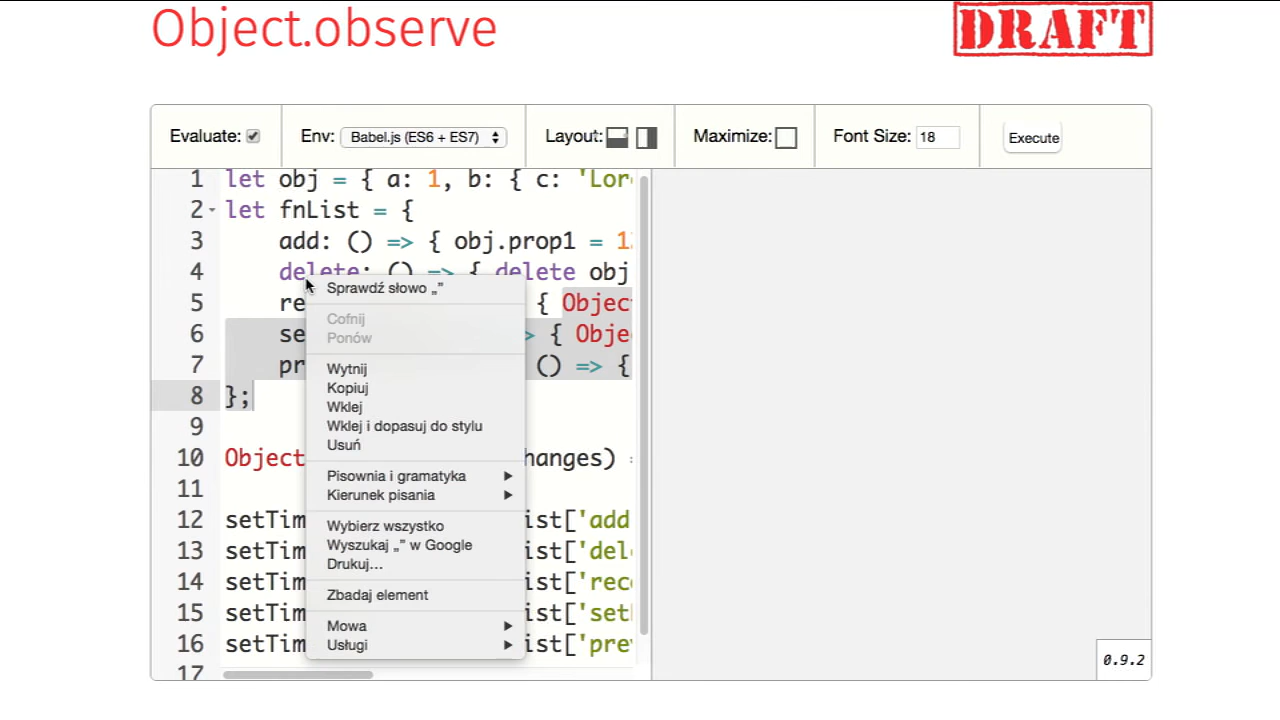 Object.observe
DRAFT
Evaluate: Env: Babel.js (ES6 + ES7) Layout: Maximize: Font Size: 18 Execute
1 let obj = { a: 1, b: { c: 'Lor
2 let fnList = {
3 add: () => { obj.prop1 = 1
4 delete: () => { delete obj
5 re { Objec
6 se > { Obje
7 pr () => {
8 };
9
10 Object hanges) =
11
12 setTim ist['add
13 setTim ist['del
14 setTim ist['rec
15 setTim ist['set
16 setTim ist['prev
17
Sprawdź słowo „”
Cofnij
Ponów
Wytnij
Kopiuj
Wklej
Wklej i dopasuj do stylu
Usuń
Pisownia i gramatyka
Kierunek pisania
Wybierz wszystko
Wyszukaj „” w Google
Drukuj...
Zbadaj element
Mowa
Usługi
0.9.2